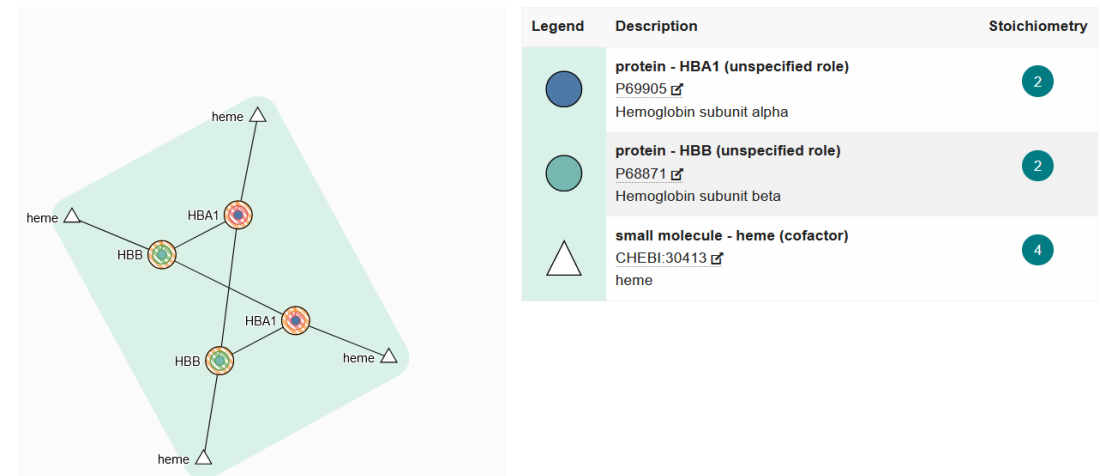 heme
heme
HBA1
HBB
HBA1
HBB
heme
heme
Legend Description Stoichiometry
protein - HBA1 (unspecified role)
P69905
2
Hemoglobin subunit alpha
protein - HBB (unspecified role)
P68871
2
Hemoglobin subunit beta
small molecule - heme (cofactor)
CHEBI:30413
4
heme